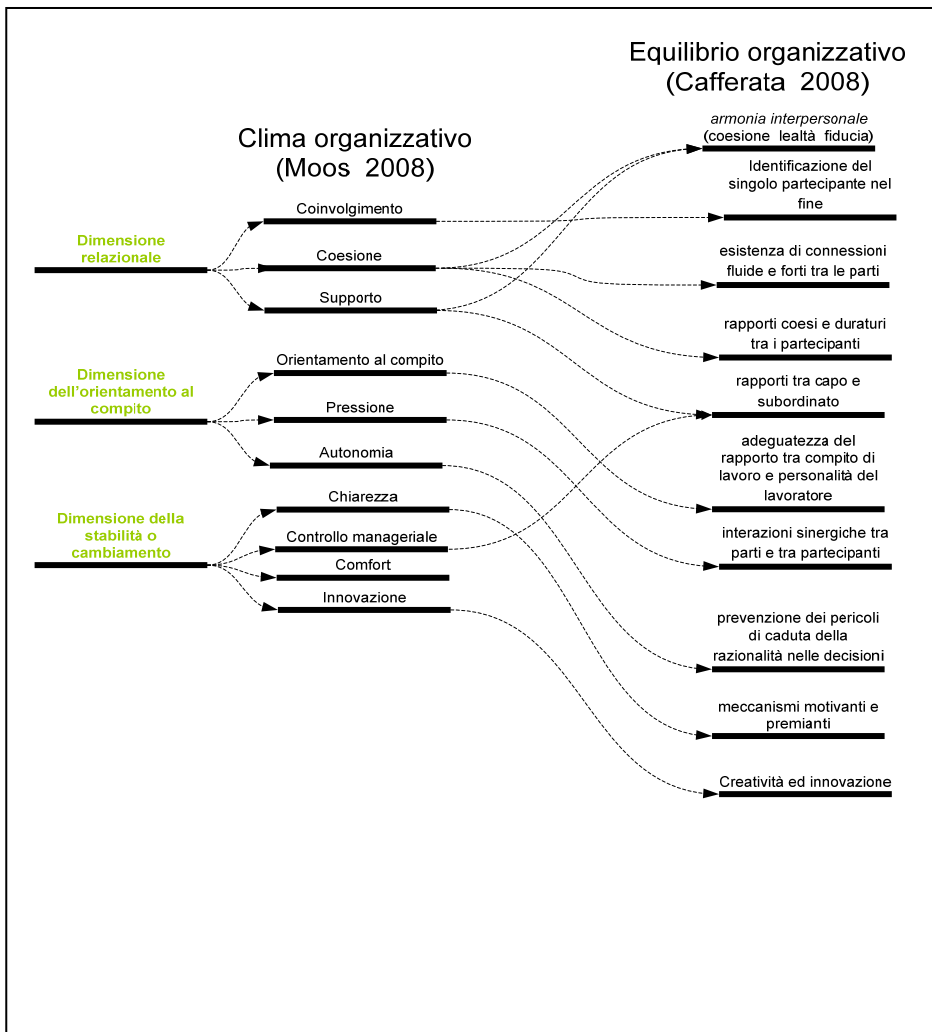 Equilibrio organizzativo
(Cafferata 2008)
Clima organizzativo
(Moos 2008)
Dimensione
relazionale
Dimensione
dell'orientamento al
compito
Dimensione della
stabilità o
cambiamento
Coinvolgimento
Coesione
Supporto
Orientamento al compito
Pressione
Autonomia
Chiarezza
Controllo manageriale
Comfort
Innovazione
armonia interpersonale
(coesione lealtà fiducia)
Identificazione del
singolo partecipante nel
fine
esistenza di connessioni
fluide e forti tra le parti
rapporti coesi e duraturi
tra i partecipanti
rapporti tra capo e
subordinato
adeguatezza del
rapporto tra compito di
lavoro e personalità del
lavoratore
interazioni sinergiche tra
parti e tra partecipanti
prevenzione dei pericoli
di caduta della
razionalità nelle decisioni
meccanismi motivanti e
premianti
Creatività ed innovazione